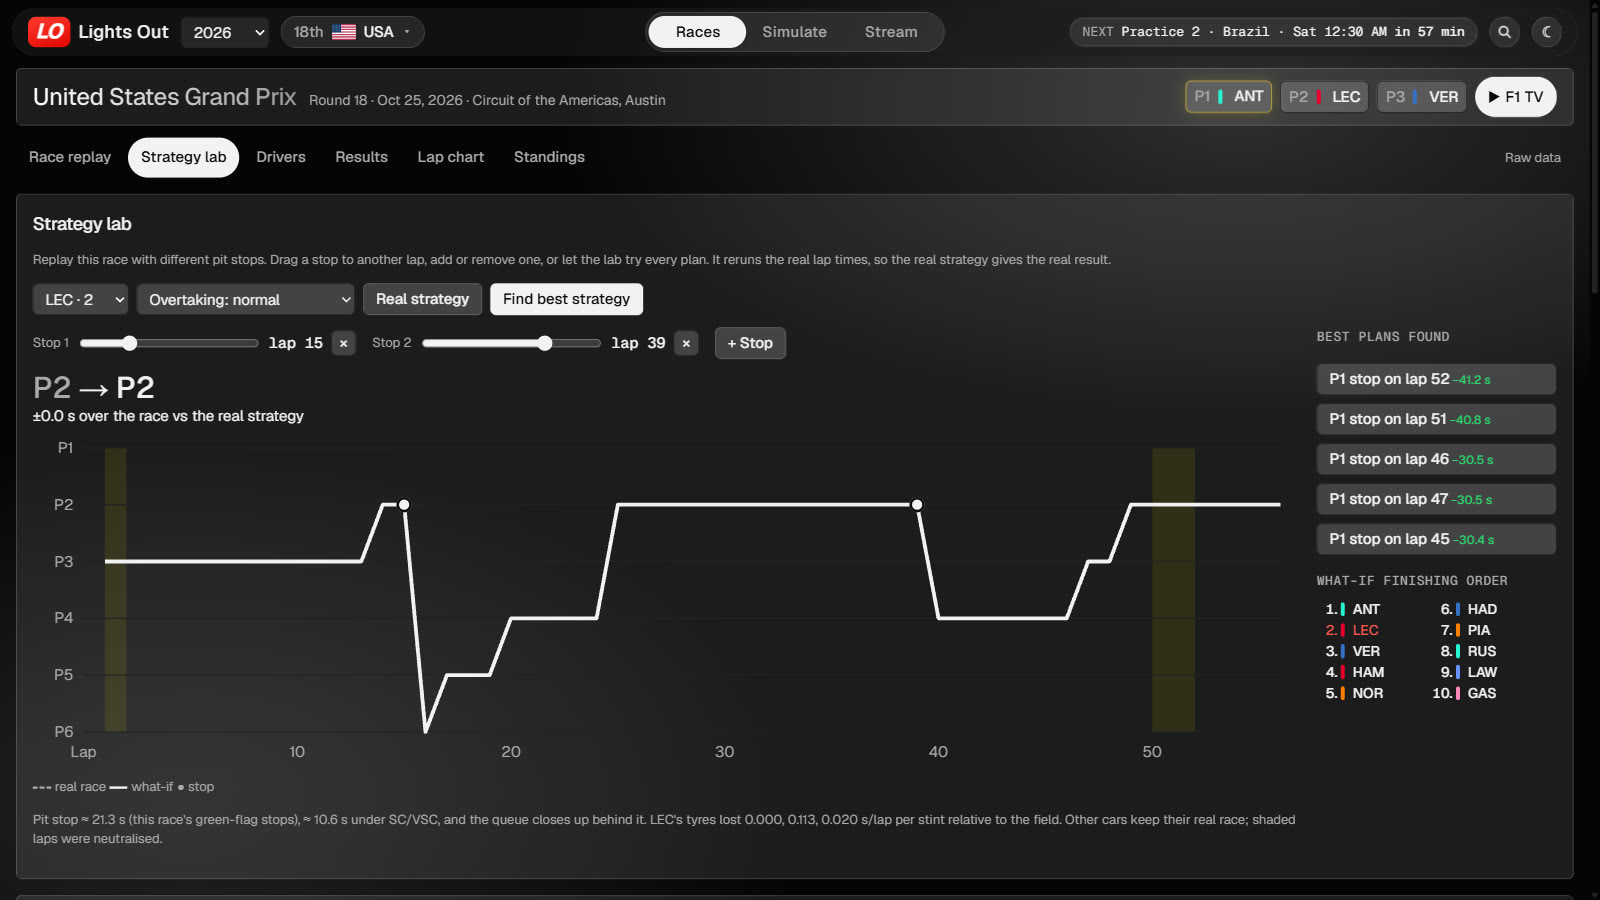 LO Lights Out 2026 18th USA Races Simulate Stream NEXT Practice 2 · Brazil · Sat 12:30 AM in 57 min
United States Grand Prix Round 18 · Oct 25, 2026 · Circuit of the Americas, Austin P1 ANT P2 LEC P3 VER ▶ F1 TV
Race replay Strategy lab Drivers Results Lap chart Standings Raw data
Strategy lab
Replay this race with different pit stops. Drag a stop to another lap, add or remove one, or let the lab try every plan. It reruns the real lap times, so the real strategy gives the real result.
LEC · 2 Overtaking: normal Real strategy Find best strategy
Stop 1 lap 15 × Stop 2 lap 39 × + Stop
P2 → P2
±0.0 s over the race vs the real strategy
P1
P2
P3
P4
P5
P6
Lap 10 20 30 40 50
--- real race — what-if • stop
Pit stop ≈ 21.3 s (this race's green-flag stops), ≈ 10.6 s under SC/VSC, and the queue closes up behind it. LEC's tyres lost 0.000, 0.113, 0.020 s/lap per stint relative to the field. Other cars keep their real race; shaded
laps were neutralised.
BEST PLANS FOUND
P1 stop on lap 52 −41.2 s
P1 stop on lap 51 −40.8 s
P1 stop on lap 46 −30.5 s
P1 stop on lap 47 −30.5 s
P1 stop on lap 45 −30.4 s
WHAT-IF FINISHING ORDER
1. ANT 6. HAD
2. LEC 7. PIA
3. VER 8. RUS
4. HAM 9. LAW
5. NOR 10. GAS